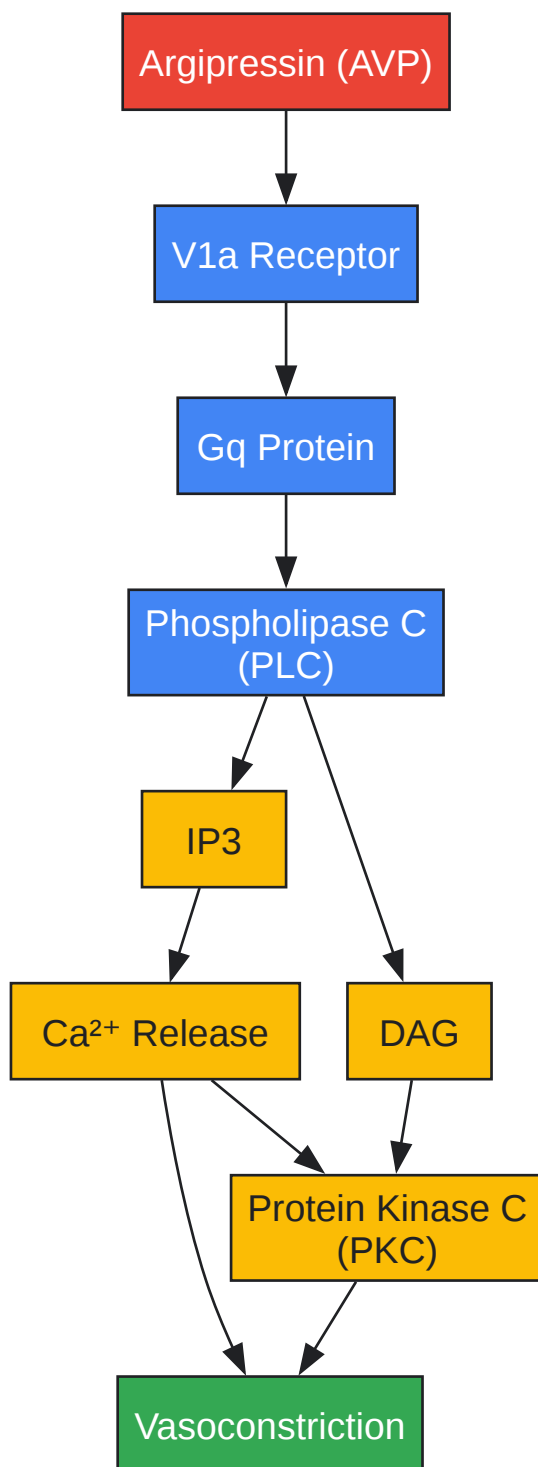 Argipressin (AVP)
V1a Receptor
Gq Protein
Phospholipase C
(PLC)
IP3
Ca²⁺ Release
DAG
Protein Kinase C
(PKC)
Vasoconstriction